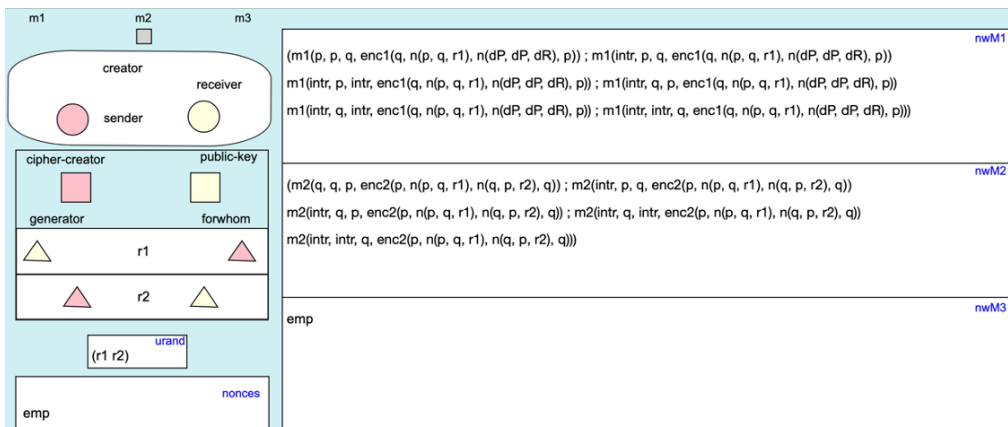 m1 m2 m3
creator
receiver
sender
cipher-creator public-key
generator forwhom
r1
r2
urand
(r1 r2)
nonces
emp
nwM1
(m1(p, p, q, enc1(q, n(p, q, r1), n(dP, dP, dR), p)) ; m1(intr, p, q, enc1(q, n(p, q, r1), n(dP, dP, dR), p))
m1(intr, p, intr, enc1(q, n(p, q, r1), n(dP, dP, dR), p)) ; m1(intr, q, p, enc1(q, n(p, q, r1), n(dP, dP, dR), p))
m1(intr, q, intr, enc1(q, n(p, q, r1), n(dP, dP, dR), p)) ; m1(intr, intr, q, enc1(q, n(p, q, r1), n(dP, dP, dR), p)))
nwM2
(m2(q, q, p, enc2(p, n(p, q, r1), n(q, p, r2), q)) ; m2(intr, p, q, enc2(p, n(p, q, r1), n(q, p, r2), q))
m2(intr, q, p, enc2(p, n(p, q, r1), n(q, p, r2), q)) ; m2(intr, q, intr, enc2(p, n(p, q, r1), n(q, p, r2), q))
m2(intr, intr, q, enc2(p, n(p, q, r1), n(q, p, r2), q)))
nwM3
emp